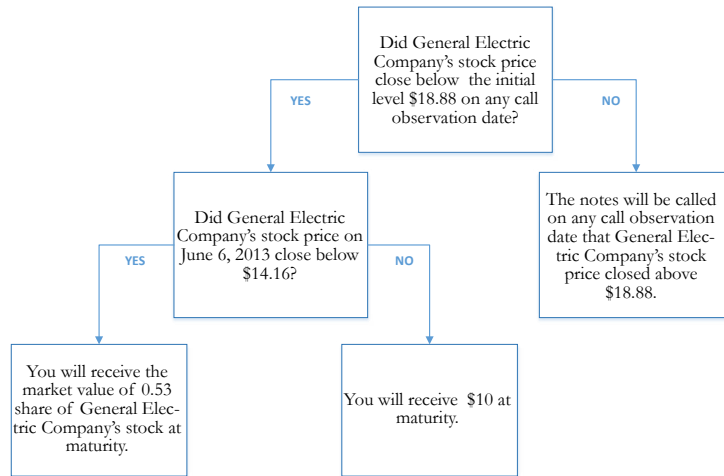 Did General Electric
Company's stock price
close below the initial
level $18.88 on any call
observation date?
YES
NO
Did General Electric
Company's stock price on
June 6, 2013 close below
$14.16?
The notes will be called
on any call observation
date that General Elec-
tric Company's stock
price closed above
$18.88.
YES
NO
You will receive the
market value of 0.53
share of General Elec-
tric Company's stock at
maturity.
You will receive $10 at
maturity.